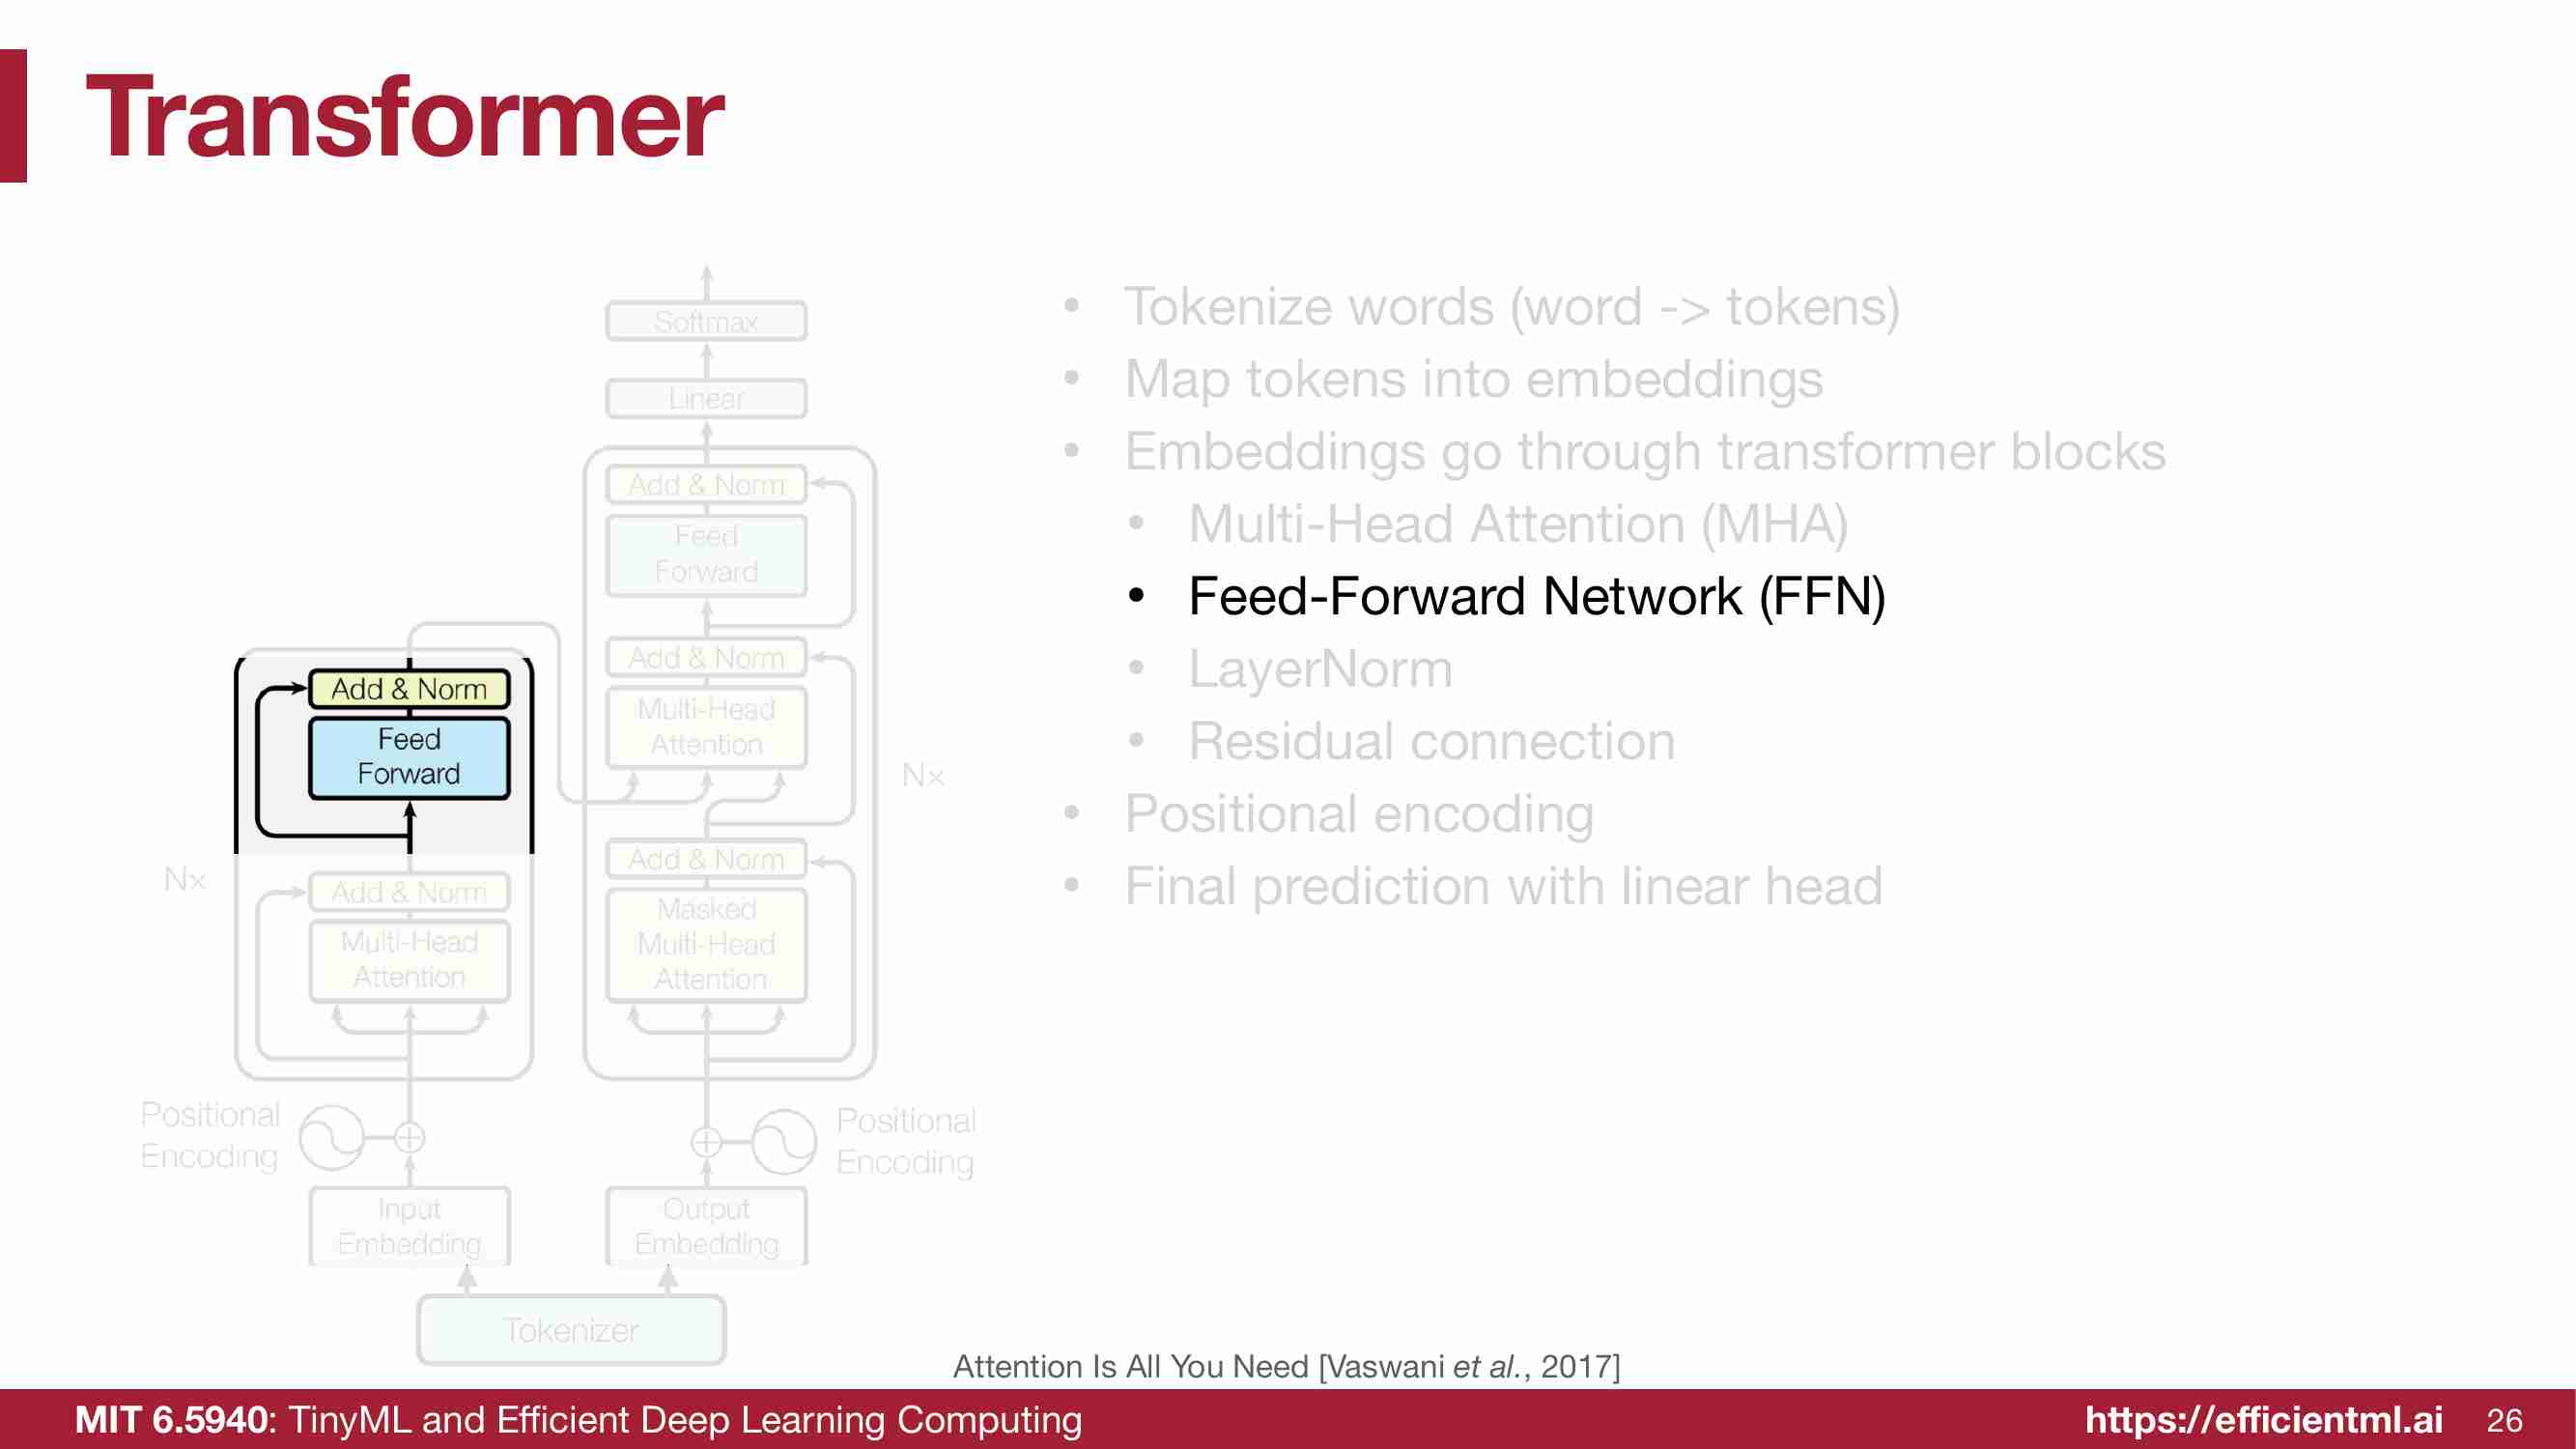 Transformer
Softmax
Linear
Add & Norm
Feed
Forward
Add & Norm
Multi-Head
Attention
Nx
Add & Norm
Masked
Multi-Head
Attention
Add & Norm
Feed
Forward
Nx
Add & Norm
Multi-Head
Attention
Positional
Encoding
Positional
Encoding
Input
Embedding
Output
Embedding
Tokenizer
• Tokenize words (word -> tokens)
• Map tokens into embeddings
• Embeddings go through transformer blocks
• Multi-Head Attention (MHA)
• Feed-Forward Network (FFN)
• LayerNorm
• Residual connection
• Positional encoding
• Final prediction with linear head
Attention Is All You Need [Vaswani et al., 2017]
MIT 6.5940: TinyML and Efficient Deep Learning Computing
https://efficientml.ai 26